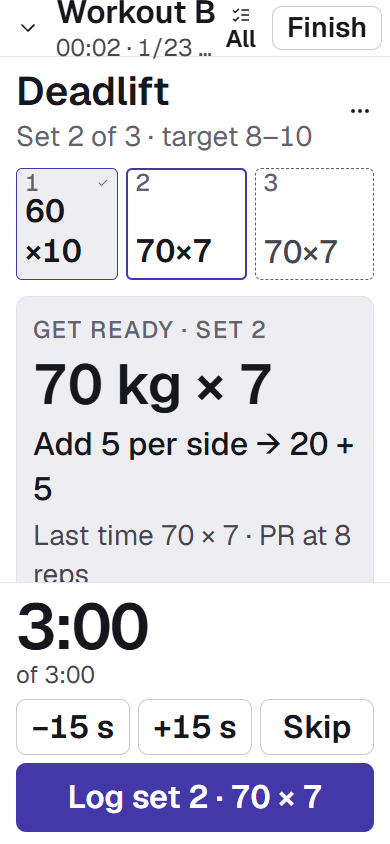 Workout B
00:02 · 1/23 ...
All
Finish
Deadlift
Set 2 of 3 · target 8–10
...
1
60
×10
2
70×7
3
70×7
GET READY · SET 2
70 kg × 7
Add 5 per side → 20 +
5
Last time 70 × 7 · PR at 8
reps
3:00
of 3:00
−15 s
+15 s
Skip
Log set 2 · 70 × 7